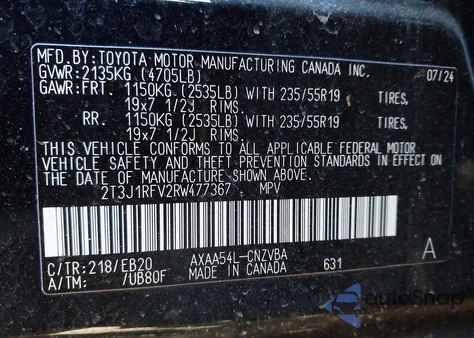 MFD.BY:TOYOTA MOTOR MANUFACTURING CANADA INC.
GVWR:2135KG (4705LB) 07/24
GAWR:FRT. 1150KG (2535LB) WITH 235/55R19 TIRES,
19x7 1/2J RIMS.
RR. 1150KG (2535LB) WITH 235/55R19 TIRES,
19x7 1/2J RIMS.
THIS VEHICLE CONFORMS TO ALL APPLICABLE FEDERAL MOTOR
VEHICLE SAFETY AND THEFT PREVENTION STANDARDS IN EFFECT ON
THE DATE OF MANUFACTURE SHOWN ABOVE.
2T3J1RFV2RW477367 MPV
C/TR:218/EB20 AXAA54L-CNZVBA A
A/TM: /UB80F MADE IN CANADA 631
autosnap